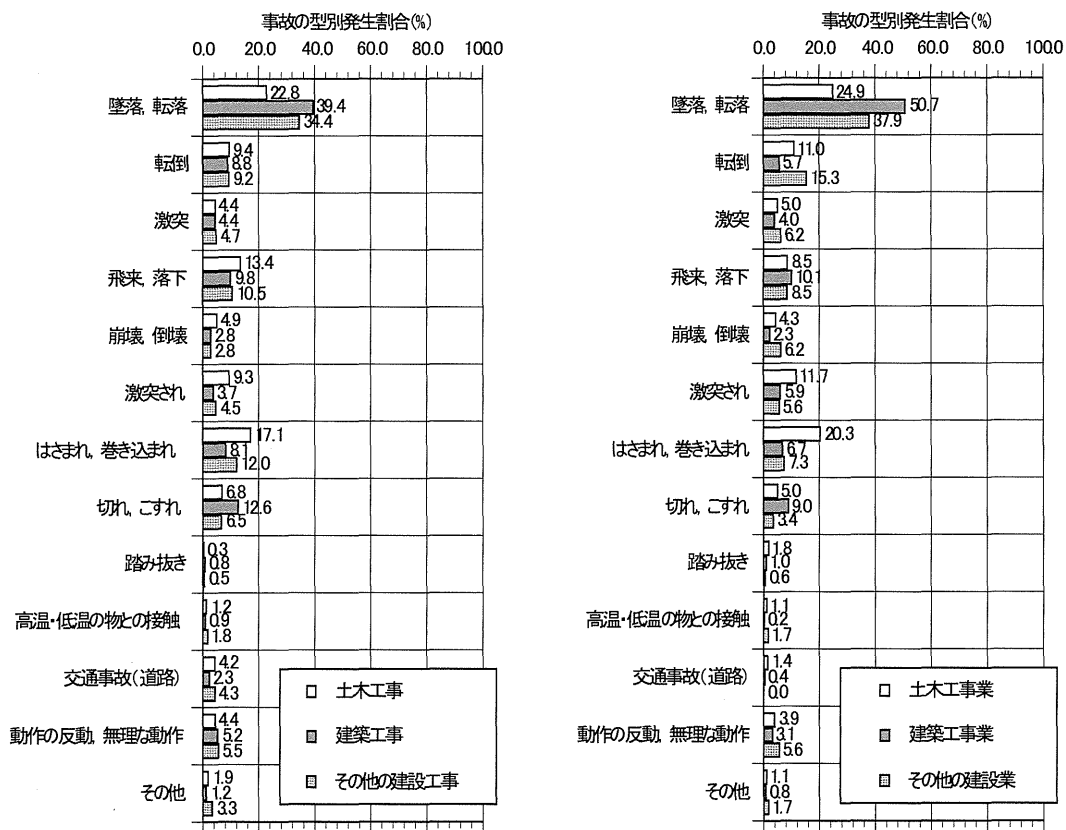 事故の型別発生割合(%)
0.0 20.0 40.0 60.0 80.0 100.0
墜落, 転落
22.8
39.4
34.4
転倒
9.4
8.8
9.2
激突
4.4
4.4
4.7
飛来, 落下
13.4
9.8
10.5
崩壊, 倒壊
4.9
2.8
2.8
激突され
9.3
3.7
4.5
はさまれ, 巻き込まれ
17.1
8.1
12.0
切れ, こすれ
6.8
12.6
6.5
踏み抜き
0.3
0.8
0.5
高温・低温の物との接触
1.2
0.9
1.8
交通事故(道路)
4.2
2.3
4.3
動作の反動, 無理な動作
4.4
5.2
5.5
その他
1.9
1.2
3.3
土木工事
建築工事
その他の建設工事
事故の型別発生割合(%)
0.0 20.0 40.0 60.0 80.0 100.0
墜落, 転落
24.9
50.7
37.9
転倒
11.0
5.7
15.3
激突
5.0
4.0
6.2
飛来, 落下
8.5
10.1
8.5
崩壊, 倒壊
4.3
2.3
6.2
激突され
11.7
5.9
5.6
はさまれ, 巻き込まれ
20.3
6.7
7.3
切れ, こすれ
5.0
9.0
3.4
踏み抜き
1.8
1.0
0.6
高温・低温の物との接触
1.1
0.2
1.7
交通事故(道路)
1.4
0.4
0.0
動作の反動, 無理な動作
3.9
3.1
5.6
その他
1.1
0.8
1.7
土木工事業
建築工事業
その他の建設業